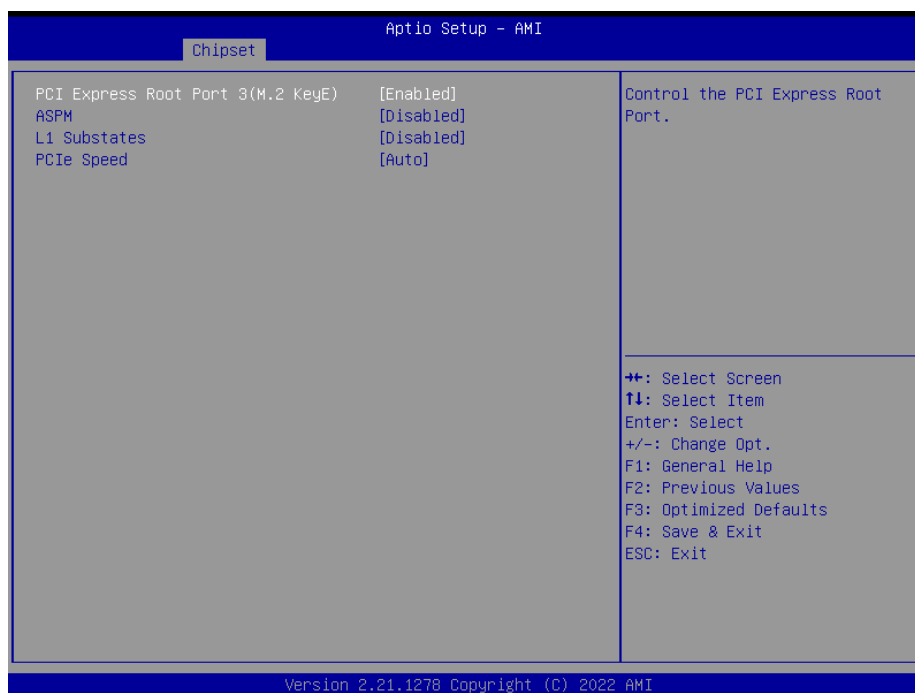 Aptio Setup - AMI
Chipset
PCI Express Root Port 3(M.2 KeyE) [Enabled]
ASPM [Disabled]
L1 Substates [Disabled]
PCIe Speed [Auto]
Control the PCI Express Root
Port.
→←: Select Screen
↑↓: Select Item
Enter: Select
+/-: Change Opt.
F1: General Help
F2: Previous Values
F3: Optimized Defaults
F4: Save & Exit
ESC: Exit
Version 2.21.1278 Copyright (C) 2022 AMI